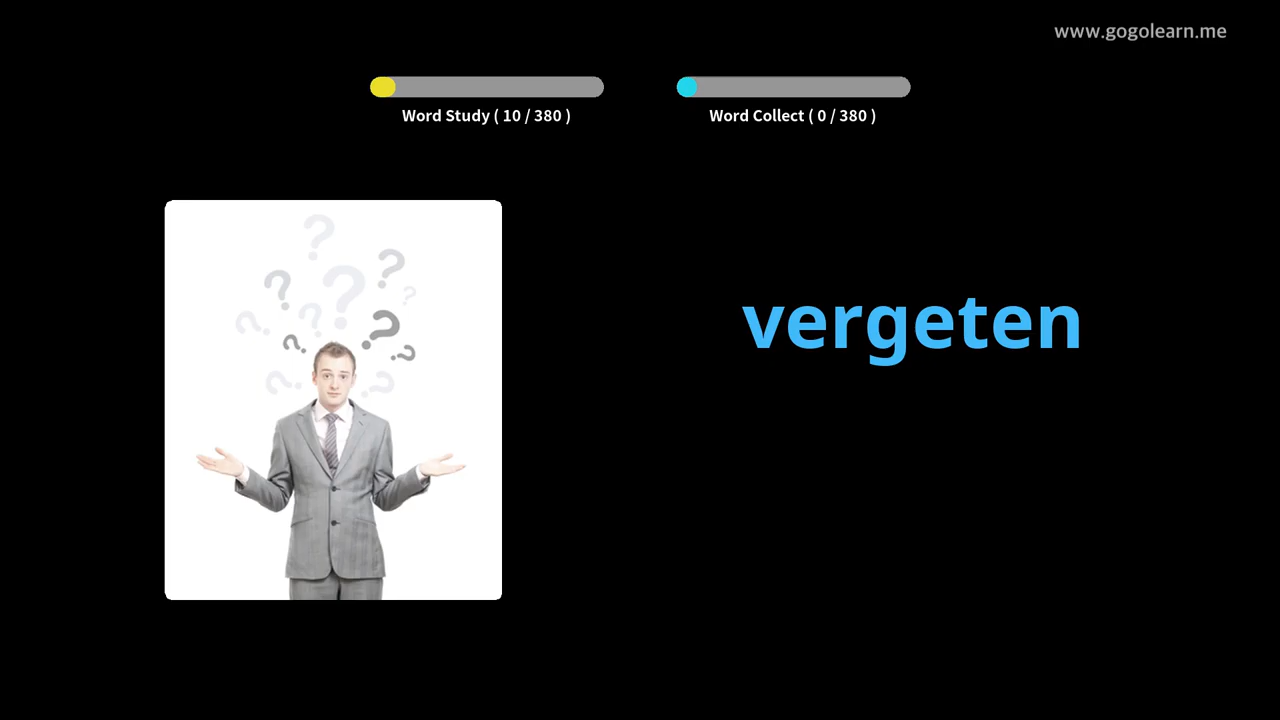 www.gogolearn.me
Word Study ( 10 / 380 )
Word Collect ( 0 / 380 )
? ? ? ? ? ? ? ? ? ? ? ?
vergeten